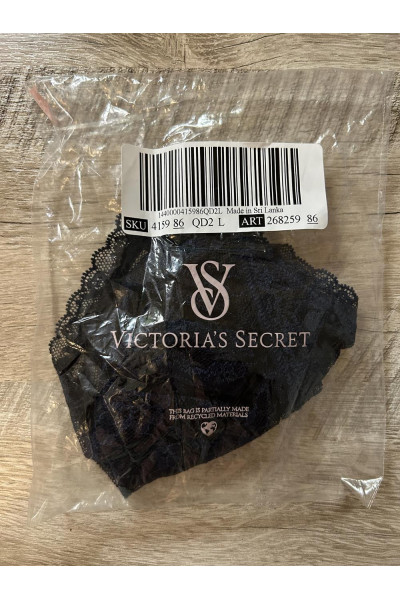 1440000415986QD2L Made in Sri Lanka
SKU 4159 86 QD2 L ART 268259 86
VS
VICTORIA'S SECRET
THIS BAG IS PARTIALLY MADE
FROM RECYCLED MATERIALS